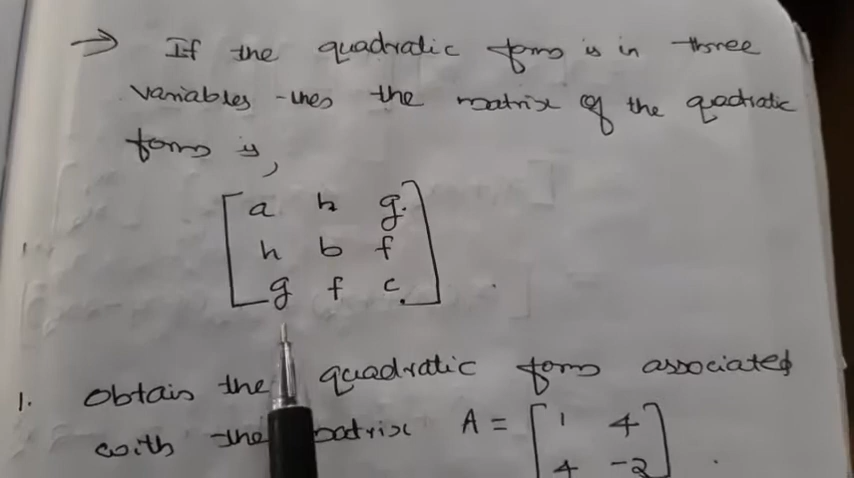 → If the quadratic form is in three
variables then the matrix of the quadratic
form is,
[ a h g
h b f
g f c ]
1. Obtain the quadratic form associated
with the matrix A = [ 1 4
4 -2 ]